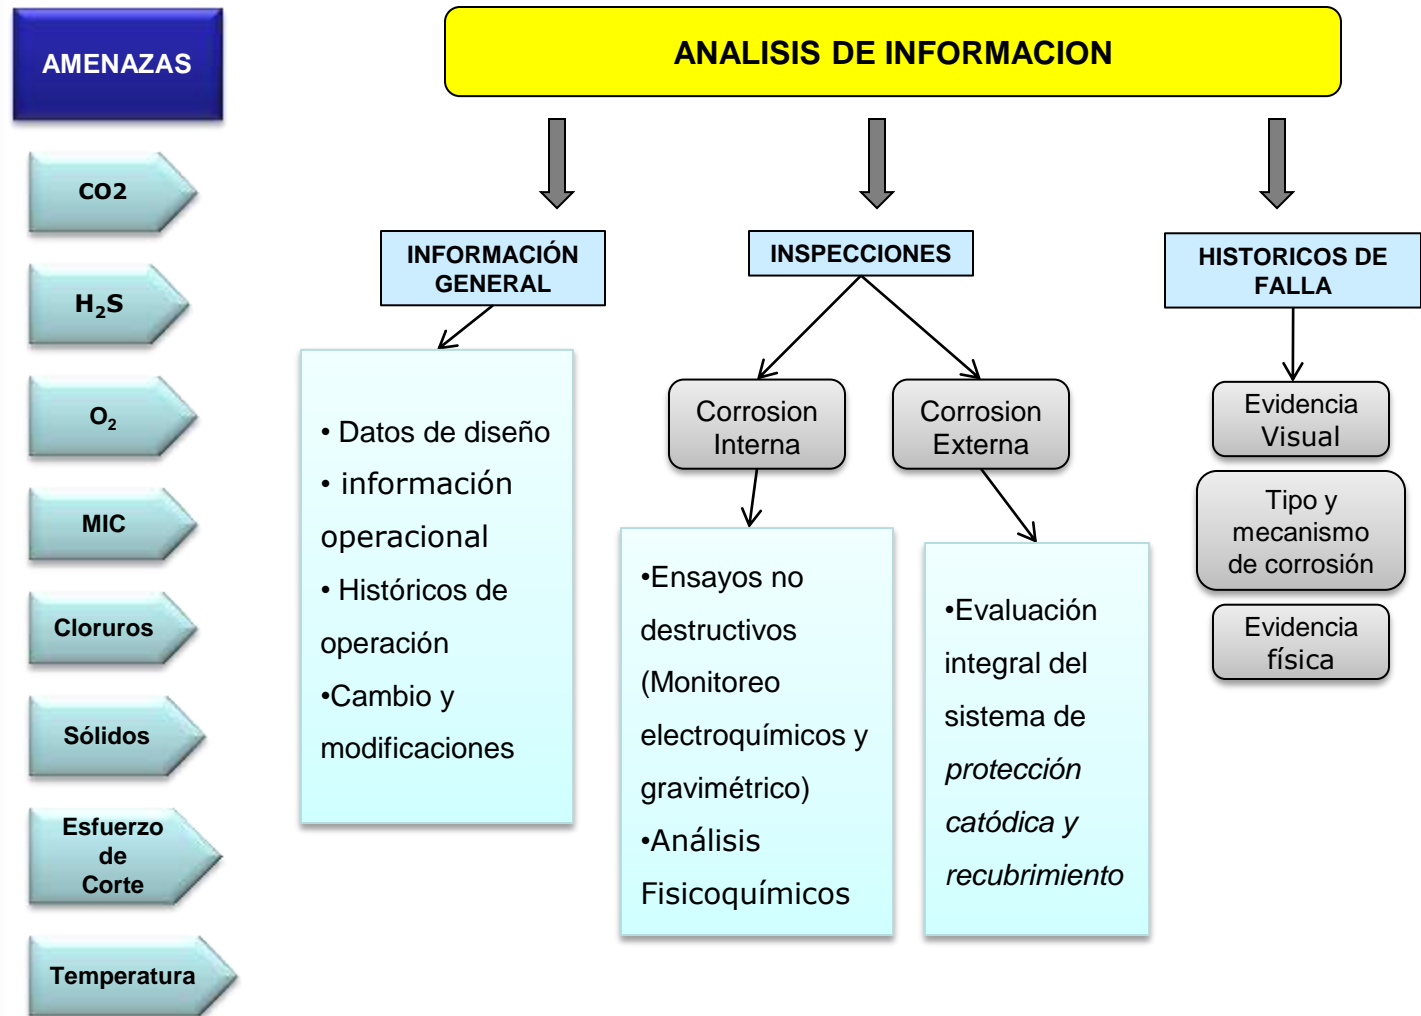 AMENAZAS
CO2
H₂S
O₂
MIC
Cloruros
Sólidos
Esfuerzo
de
Corte
Temperatura
ANALISIS DE INFORMACION
INFORMACIÓN
GENERAL
• Datos de diseño
• información
operacional
• Históricos de
operación
•Cambio y
modificaciones
INSPECCIONES
Corrosion
Interna
•Ensayos no
destructivos
(Monitoreo
electroquímicos y
gravimétrico)
•Análisis
Fisicoquímicos
Corrosion
Externa
•Evaluación
integral del
sistema de
protección
catódica y
recubrimiento
HISTORICOS DE
FALLA
Evidencia
Visual
Tipo y
mecanismo
de corrosión
Evidencia
física